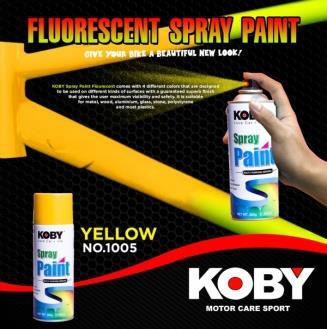 FLUORESCENT SPRAY PAINT
GIVE YOUR BIKE A BEAUTIFUL NEW LOOK!
KOBY Spray Paint Fluorescent comes with 4 different colors that are designed
to be used on different kinds of surfaces with a guaranteed superb finish
that gives the user maximum visibility and safety. It is suitable
for metal, wood, aluminium, glass, stone, polystyrene
and most plastics.
KOBY
Spray
Paint
YELLOW
NO.1005
KOBY
Spray
Paint
KOBY
MOTOR CARE SPORT